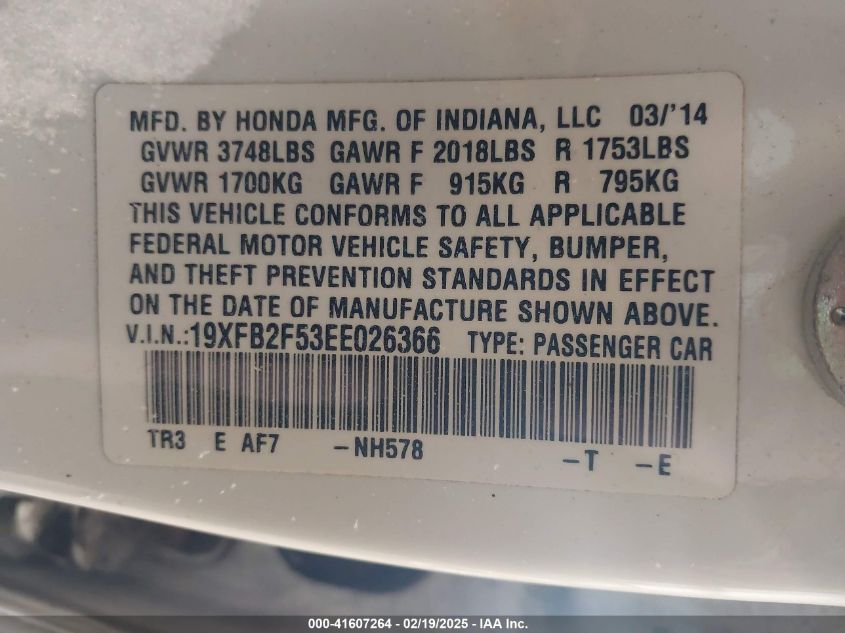 MFD. BY HONDA MFG. OF INDIANA, LLC 03/'14
GVWR 3748LBS GAWR F 2018LBS R 1753LBS
GVWR 1700KG GAWR F 915KG R 795KG
THIS VEHICLE CONFORMS TO ALL APPLICABLE
FEDERAL MOTOR VEHICLE SAFETY, BUMPER,
AND THEFT PREVENTION STANDARDS IN EFFECT
ON THE DATE OF MANUFACTURE SHOWN ABOVE.
V.I.N.:19XFB2F53EE026366 TYPE: PASSENGER CAR
TR3 E AF7 -NH578 -T -E
000-41607264 - 02/19/2025 - IAA Inc.